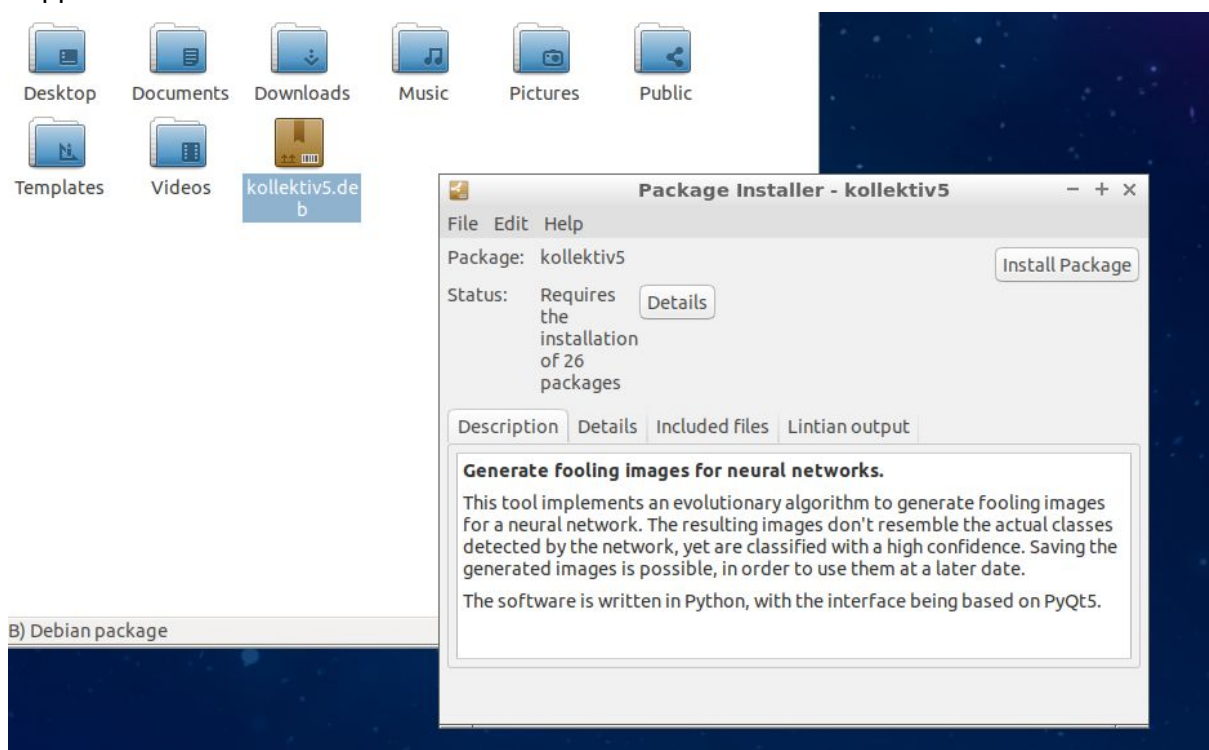 Desktop Documents Downloads Music Pictures Public
Templates Videos kollektiv5.de
b
Package Installer - kollektiv5
File Edit Help
Package: kollektiv5
Install Package
Status: Requires
the
installation
of 26
packages
Details
Description Details Included files Lintian output
Generate fooling images for neural networks.
This tool implements an evolutionary algorithm to generate fooling images
for a neural network. The resulting images don't resemble the actual classes
detected by the network, yet are classified with a high confidence. Saving the
generated images is possible, in order to use them at a later date.
The software is written in Python, with the interface being based on PyQt5.
B) Debian package